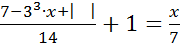 (7−3³·x+|  |)/14 + 1 = x/7